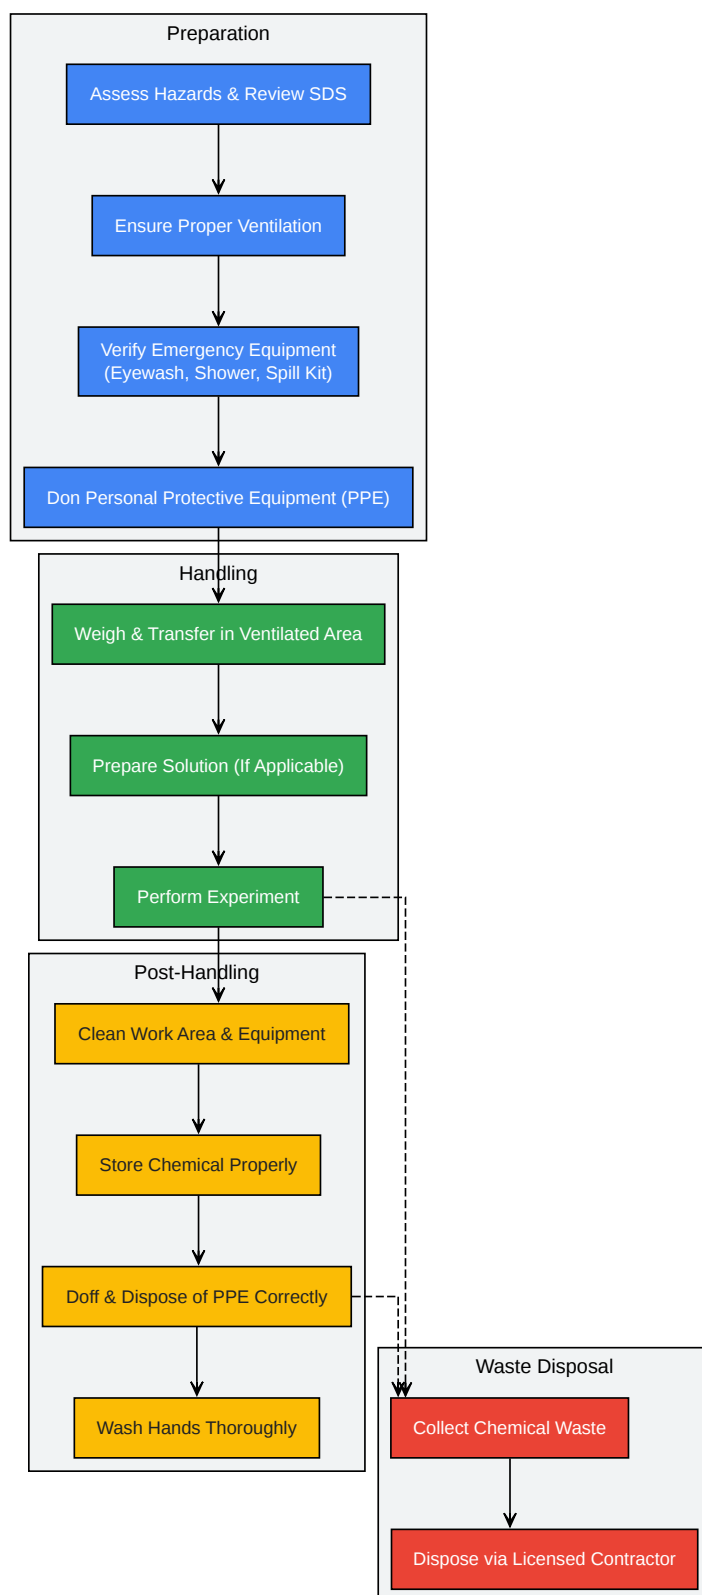 Preparation
Assess Hazards & Review SDS
Ensure Proper Ventilation
Verify Emergency Equipment
(Eyewash, Shower, Spill Kit)
Don Personal Protective Equipment (PPE)
Handling
Weigh & Transfer in Ventilated Area
Prepare Solution (If Applicable)
Perform Experiment
Post-Handling
Clean Work Area & Equipment
Store Chemical Properly
Doff & Dispose of PPE Correctly
Wash Hands Thoroughly
Waste Disposal
Collect Chemical Waste
Dispose via Licensed Contractor